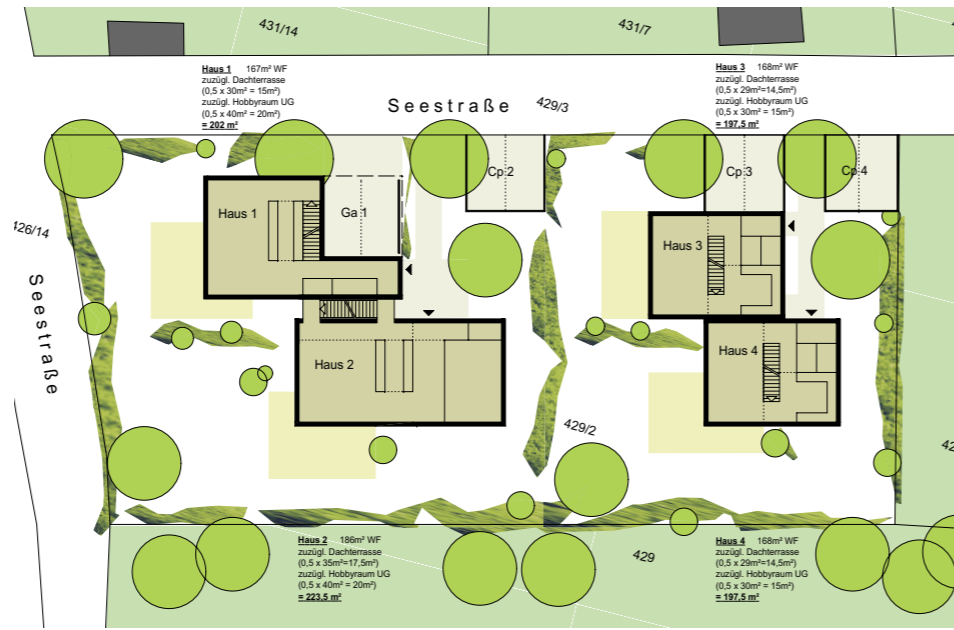 431/14
431/7
Haus 1 167m² WF
zuzügl. Dachterrasse
(0,5 x 30m² = 15m²)
zuzügl. Hobbyraum UG
(0,5 x 40m² = 20m²)
= 202 m²
Haus 3 168m² WF
zuzügl. Dachterrasse
(0,5 x 29m²=14,5m²)
zuzügl. Hobbyraum UG
(0,5 x 30m² = 15m²)
= 197,5 m²
Seestraße 429/3
Cp 2
Cp 3
Cp 4
Haus 1
Ga 1
426/14
Haus 3
Seestraße
Haus 2
Haus 4
429/2
429
Haus 2 186m² WF
zuzügl. Dachterrasse
(0,5 x 35m²=17,5m²)
zuzügl. Hobbyraum UG
(0,5 x 40m² = 20m²)
= 223,5 m²
Haus 4 168m² WF
zuzügl. Dachterrasse
(0,5 x 29m²=14,5m²)
zuzügl. Hobbyraum UG
(0,5 x 30m² = 15m²)
= 197,5 m²